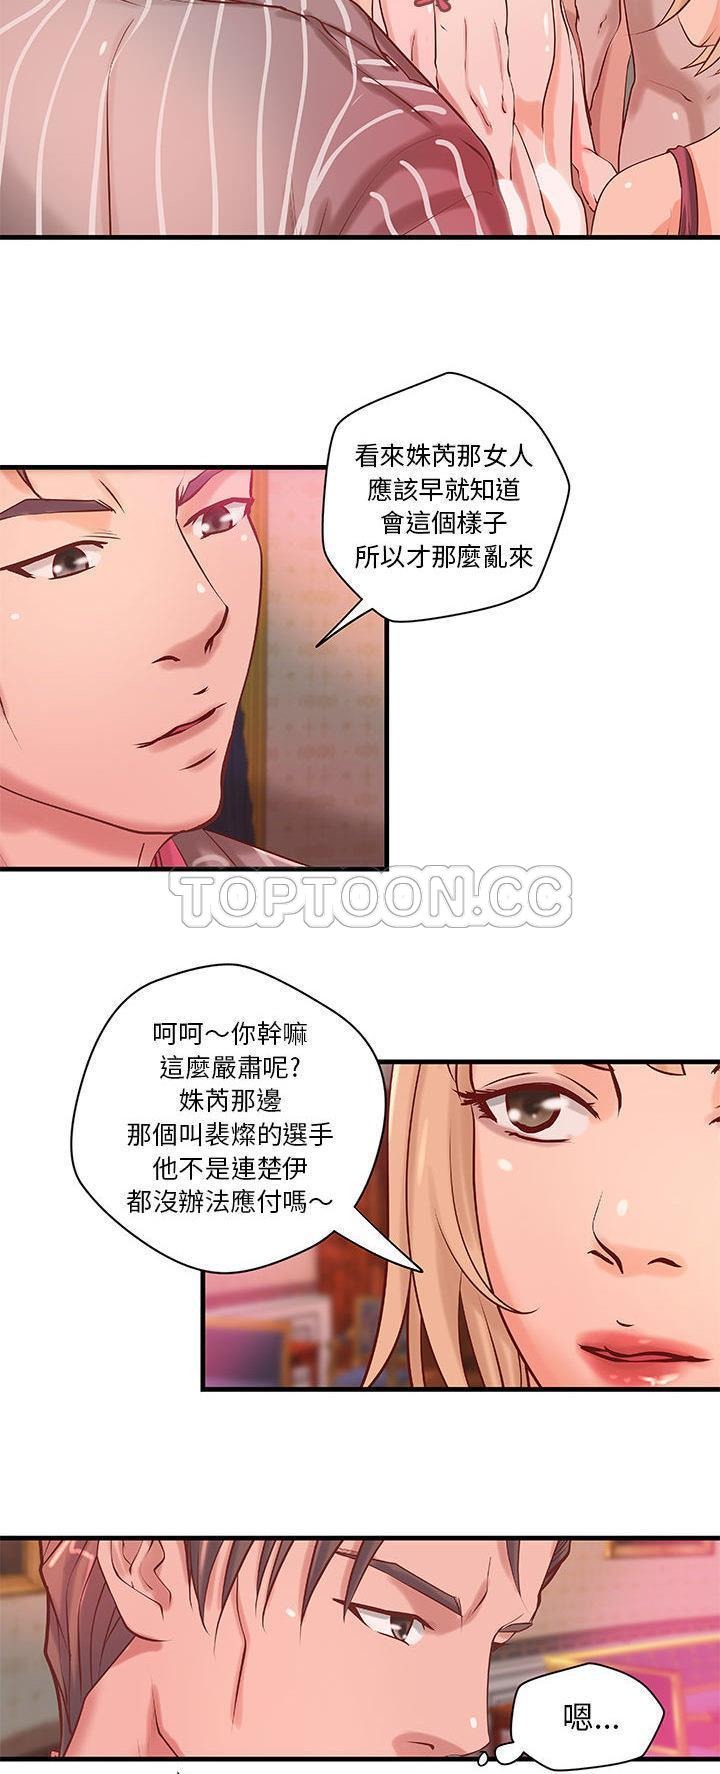 看來姝芮那女人
應該早就知道
會這個樣子
所以才那麼亂來
TOPTOON.CC
呵呵～你幹嘛
這麼嚴肅呢?
姝芮那邊
那個叫裴燦的選手
他不是連楚伊
都沒辦法應付嗎～
嗯...